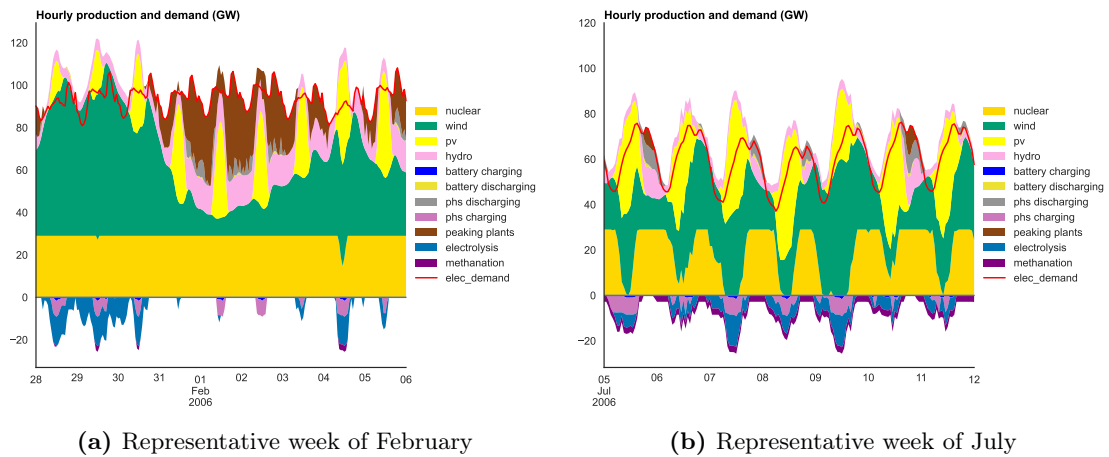 Hourly production and demand (GW)
120
100
80
60
40
20
0
−20
28
29
30
31
01
02
03
04
05
06
Feb
2006
nuclear
wind
pv
hydro
battery charging
battery discharging
phs discharging
phs charging
peaking plants
electrolysis
methanation
elec_demand
(a) Representative week of February
Hourly production and demand (GW)
120
100
80
60
40
20
0
−20
05
06
07
08
09
10
11
12
Jul
2006
nuclear
wind
pv
hydro
battery charging
battery discharging
phs discharging
phs charging
peaking plants
electrolysis
methanation
elec_demand
(b) Representative week of July